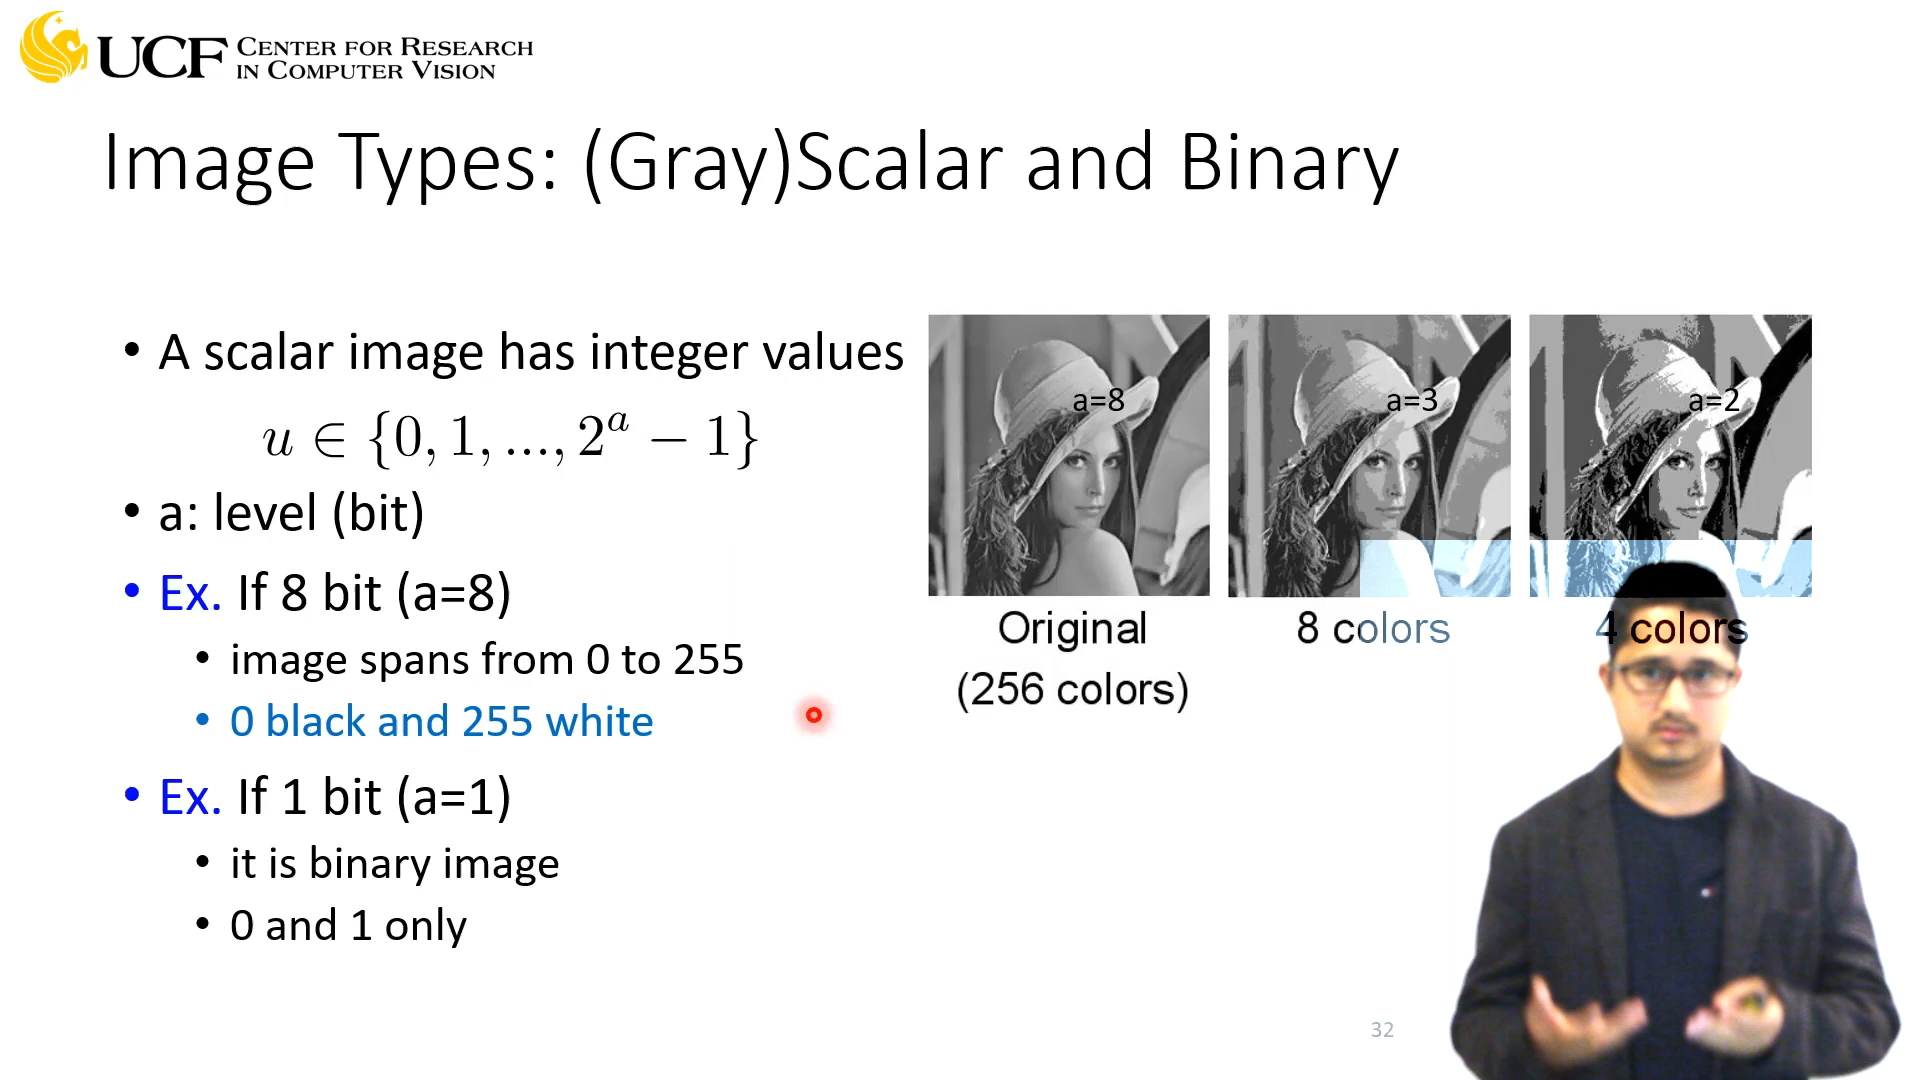 UCF CENTER FOR RESEARCH
IN COMPUTER VISION
Image Types: (Gray)Scalar and Binary
• A scalar image has integer values
u ∈ {0, 1, ..., 2^a − 1}
• a: level (bit)
• Ex. If 8 bit (a=8)
• image spans from 0 to 255
• 0 black and 255 white
• Ex. If 1 bit (a=1)
• it is binary image
• 0 and 1 only
a=8
a=3
a=2
Original
(256 colors)
8 colors
4 colors
32